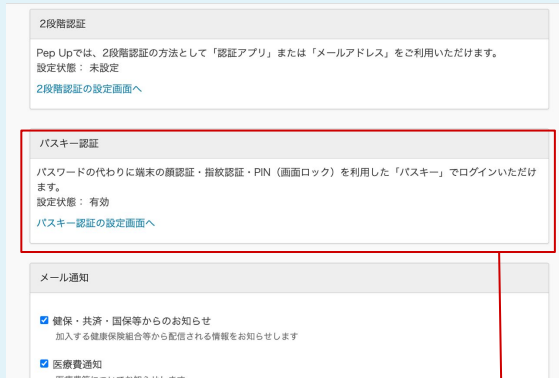 2段階認証
Pep Upでは、2段階認証の方法として「認証アプリ」または「メールアドレス」をご利用いただけます。
設定状態： 未設定
2段階認証の設定画面へ
パスキー認証
パスワードの代わりに端末の顔認証・指紋認証・PIN（画面ロック）を利用した「パスキー」でログインいただけ
ます。
設定状態： 有効
パスキー認証の設定画面へ
メール通知
健保・共済・国保等からのお知らせ
加入する健康保険組合等から配信される情報をお知らせします
医療費通知